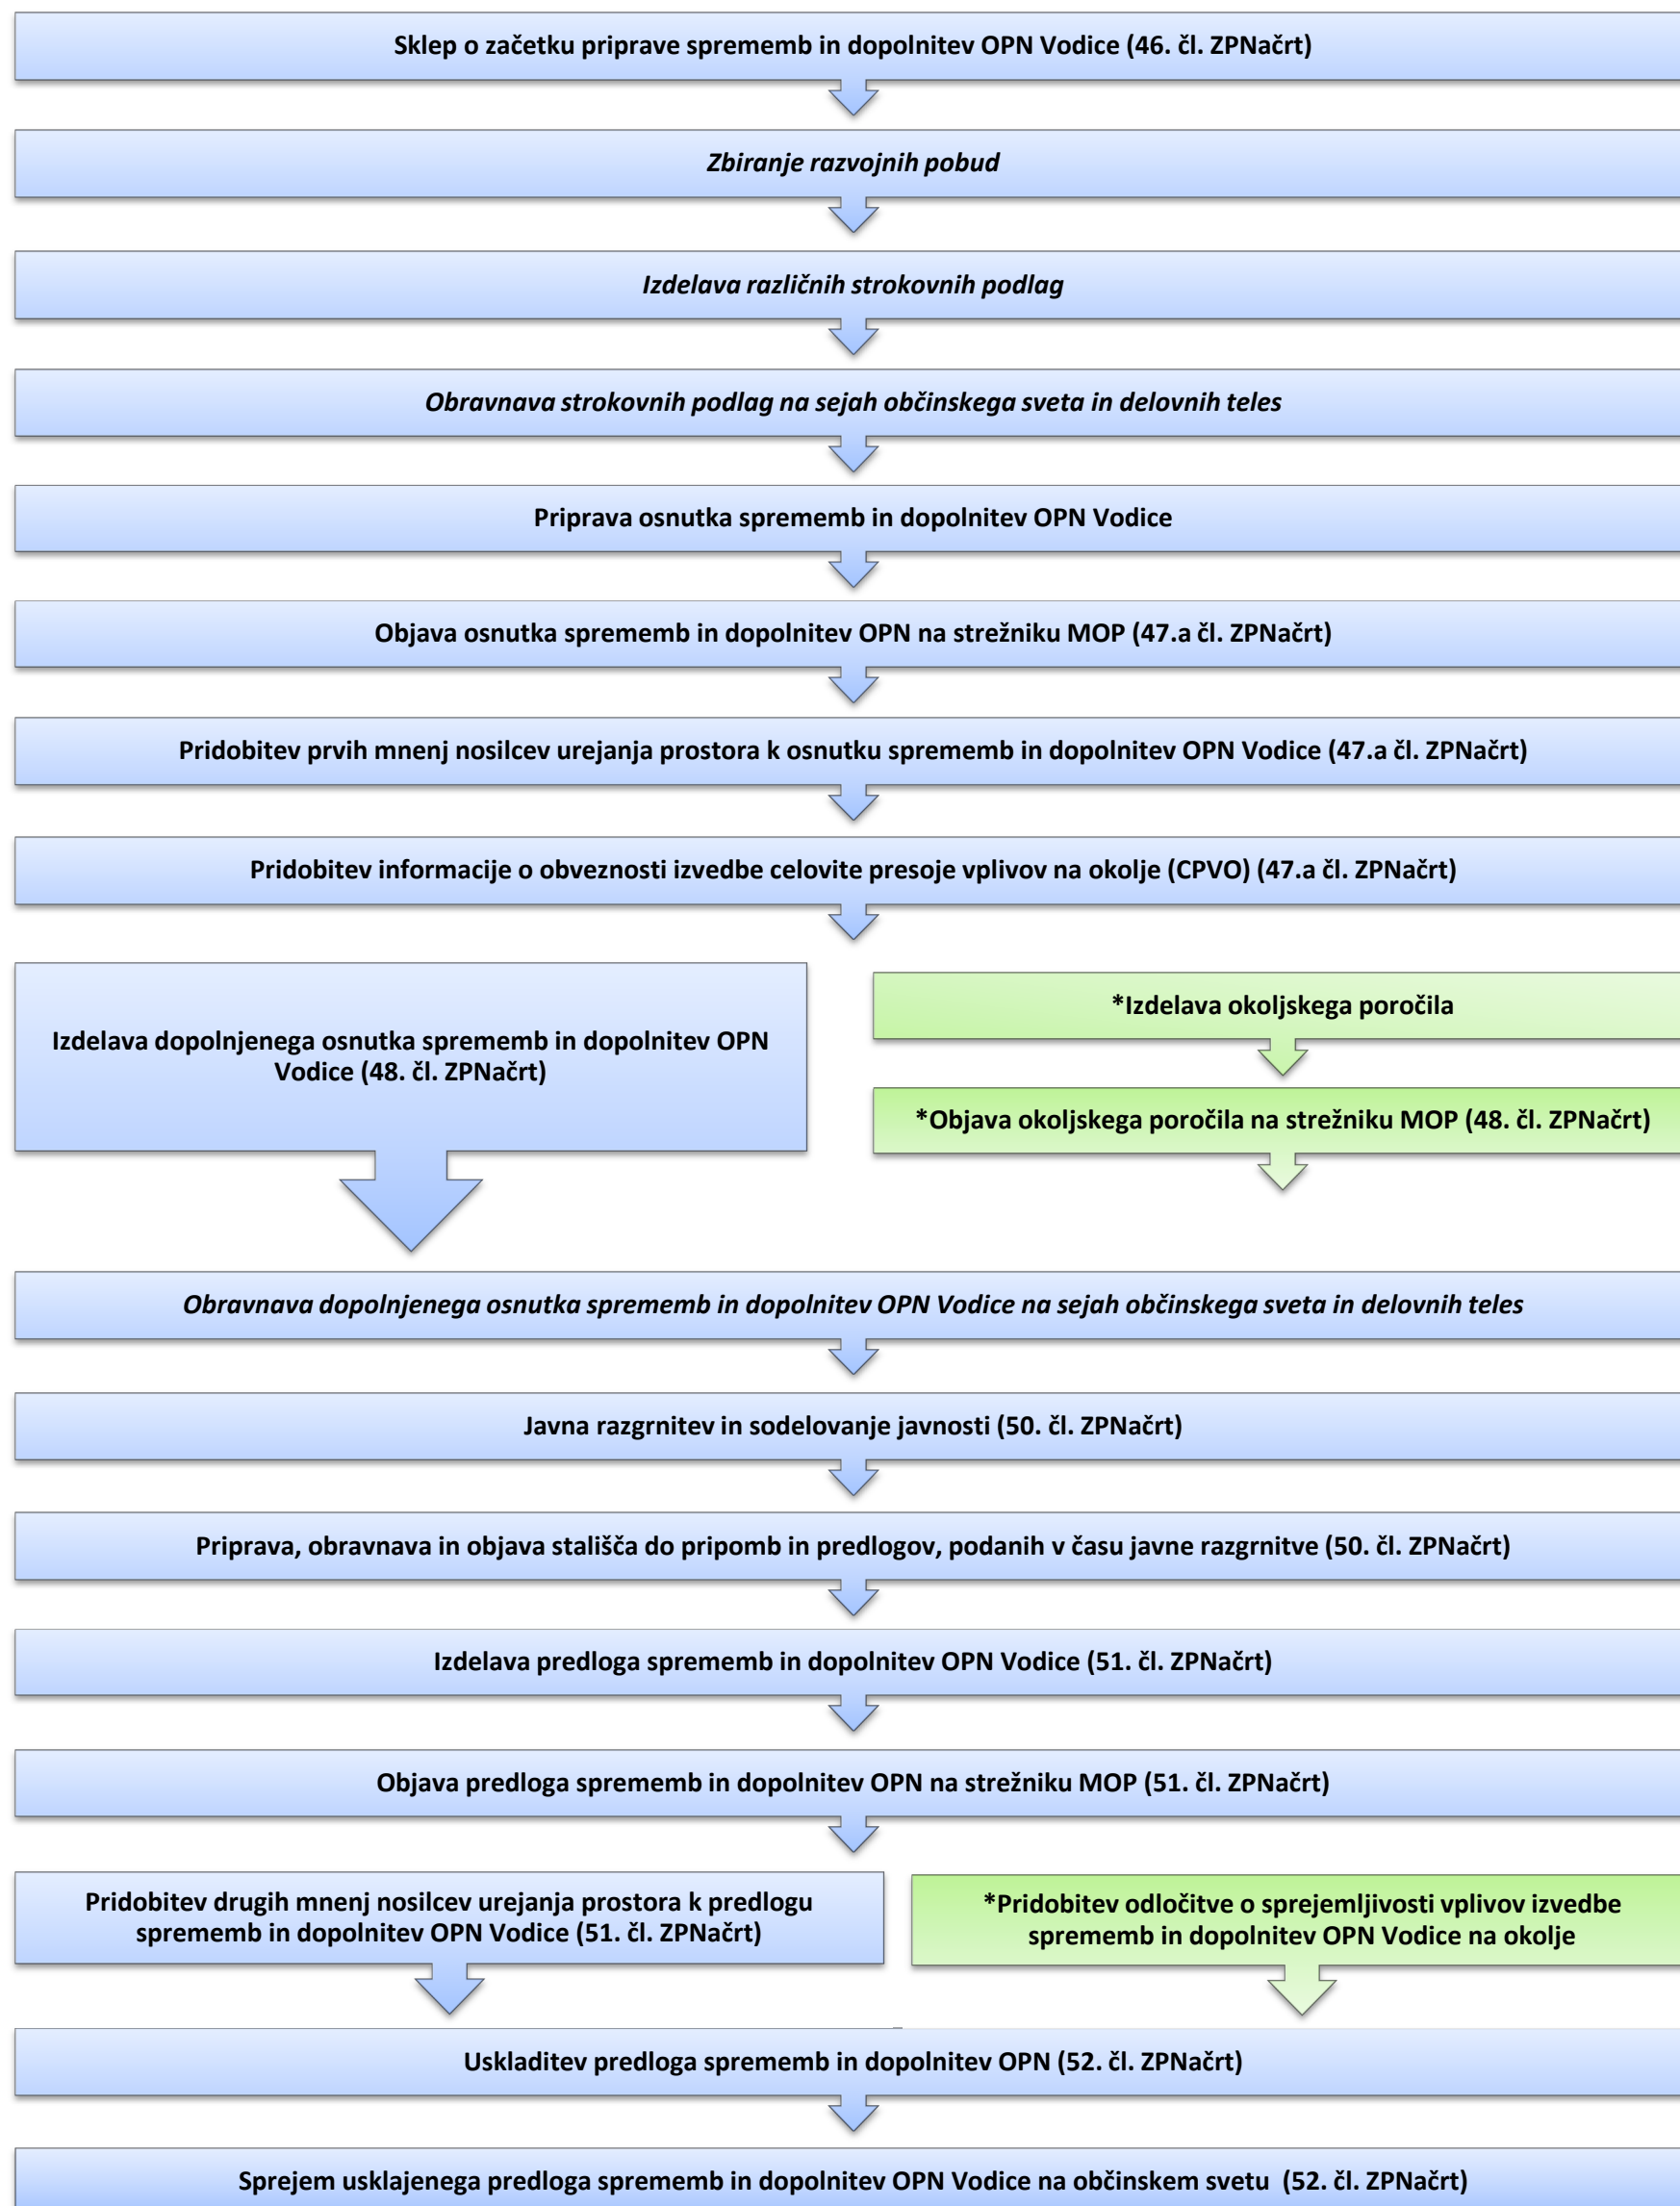 Sklep o začetku priprave sprememb in dopolnitev OPN Vodice (46. čl. ZPNačrt)
Zbiranje razvojnih pobud
Izdelava različnih strokovnih podlag
Obravnava strokovnih podlag na sejah občinskega sveta in delovnih teles
Priprava osnutka sprememb in dopolnitev OPN Vodice
Objava osnutka sprememb in dopolnitev OPN na strežniku MOP (47.a čl. ZPNačrt)
Pridobitev prvih mnenj nosilcev urejanja prostora k osnutku sprememb in dopolnitev OPN Vodice (47.a čl. ZPNačrt)
Pridobitev informacije o obveznosti izvedbe celovite presoje vplivov na okolje (CPVO) (47.a čl. ZPNačrt)
Izdelava dopolnjenega osnutka sprememb in dopolnitev OPN
Vodice (48. čl. ZPNačrt)
*Izdelava okoljskega poročila
*Objava okoljskega poročila na strežniku MOP (48. čl. ZPNačrt)
Obravnava dopolnjenega osnutka sprememb in dopolnitev OPN Vodice na sejah občinskega sveta in delovnih teles
Javna razgrnitev in sodelovanje javnosti (50. čl. ZPNačrt)
Priprava, obravnava in objava stališča do pripomb in predlogov, podanih v času javne razgrnitve (50. čl. ZPNačrt)
Izdelava predloga sprememb in dopolnitev OPN Vodice (51. čl. ZPNačrt)
Objava predloga sprememb in dopolnitev OPN na strežniku MOP (51. čl. ZPNačrt)
Pridobitev drugih mnenj nosilcev urejanja prostora k predlogu
sprememb in dopolnitev OPN Vodice (51. čl. ZPNačrt)
*Pridobitev odločitve o sprejemljivosti vplivov izvedbe
sprememb in dopolnitev OPN Vodice na okolje
Uskladitev predloga sprememb in dopolnitev OPN (52. čl. ZPNačrt)
Sprejem usklajenega predloga sprememb in dopolnitev OPN Vodice na občinskem svetu (52. čl. ZPNačrt)